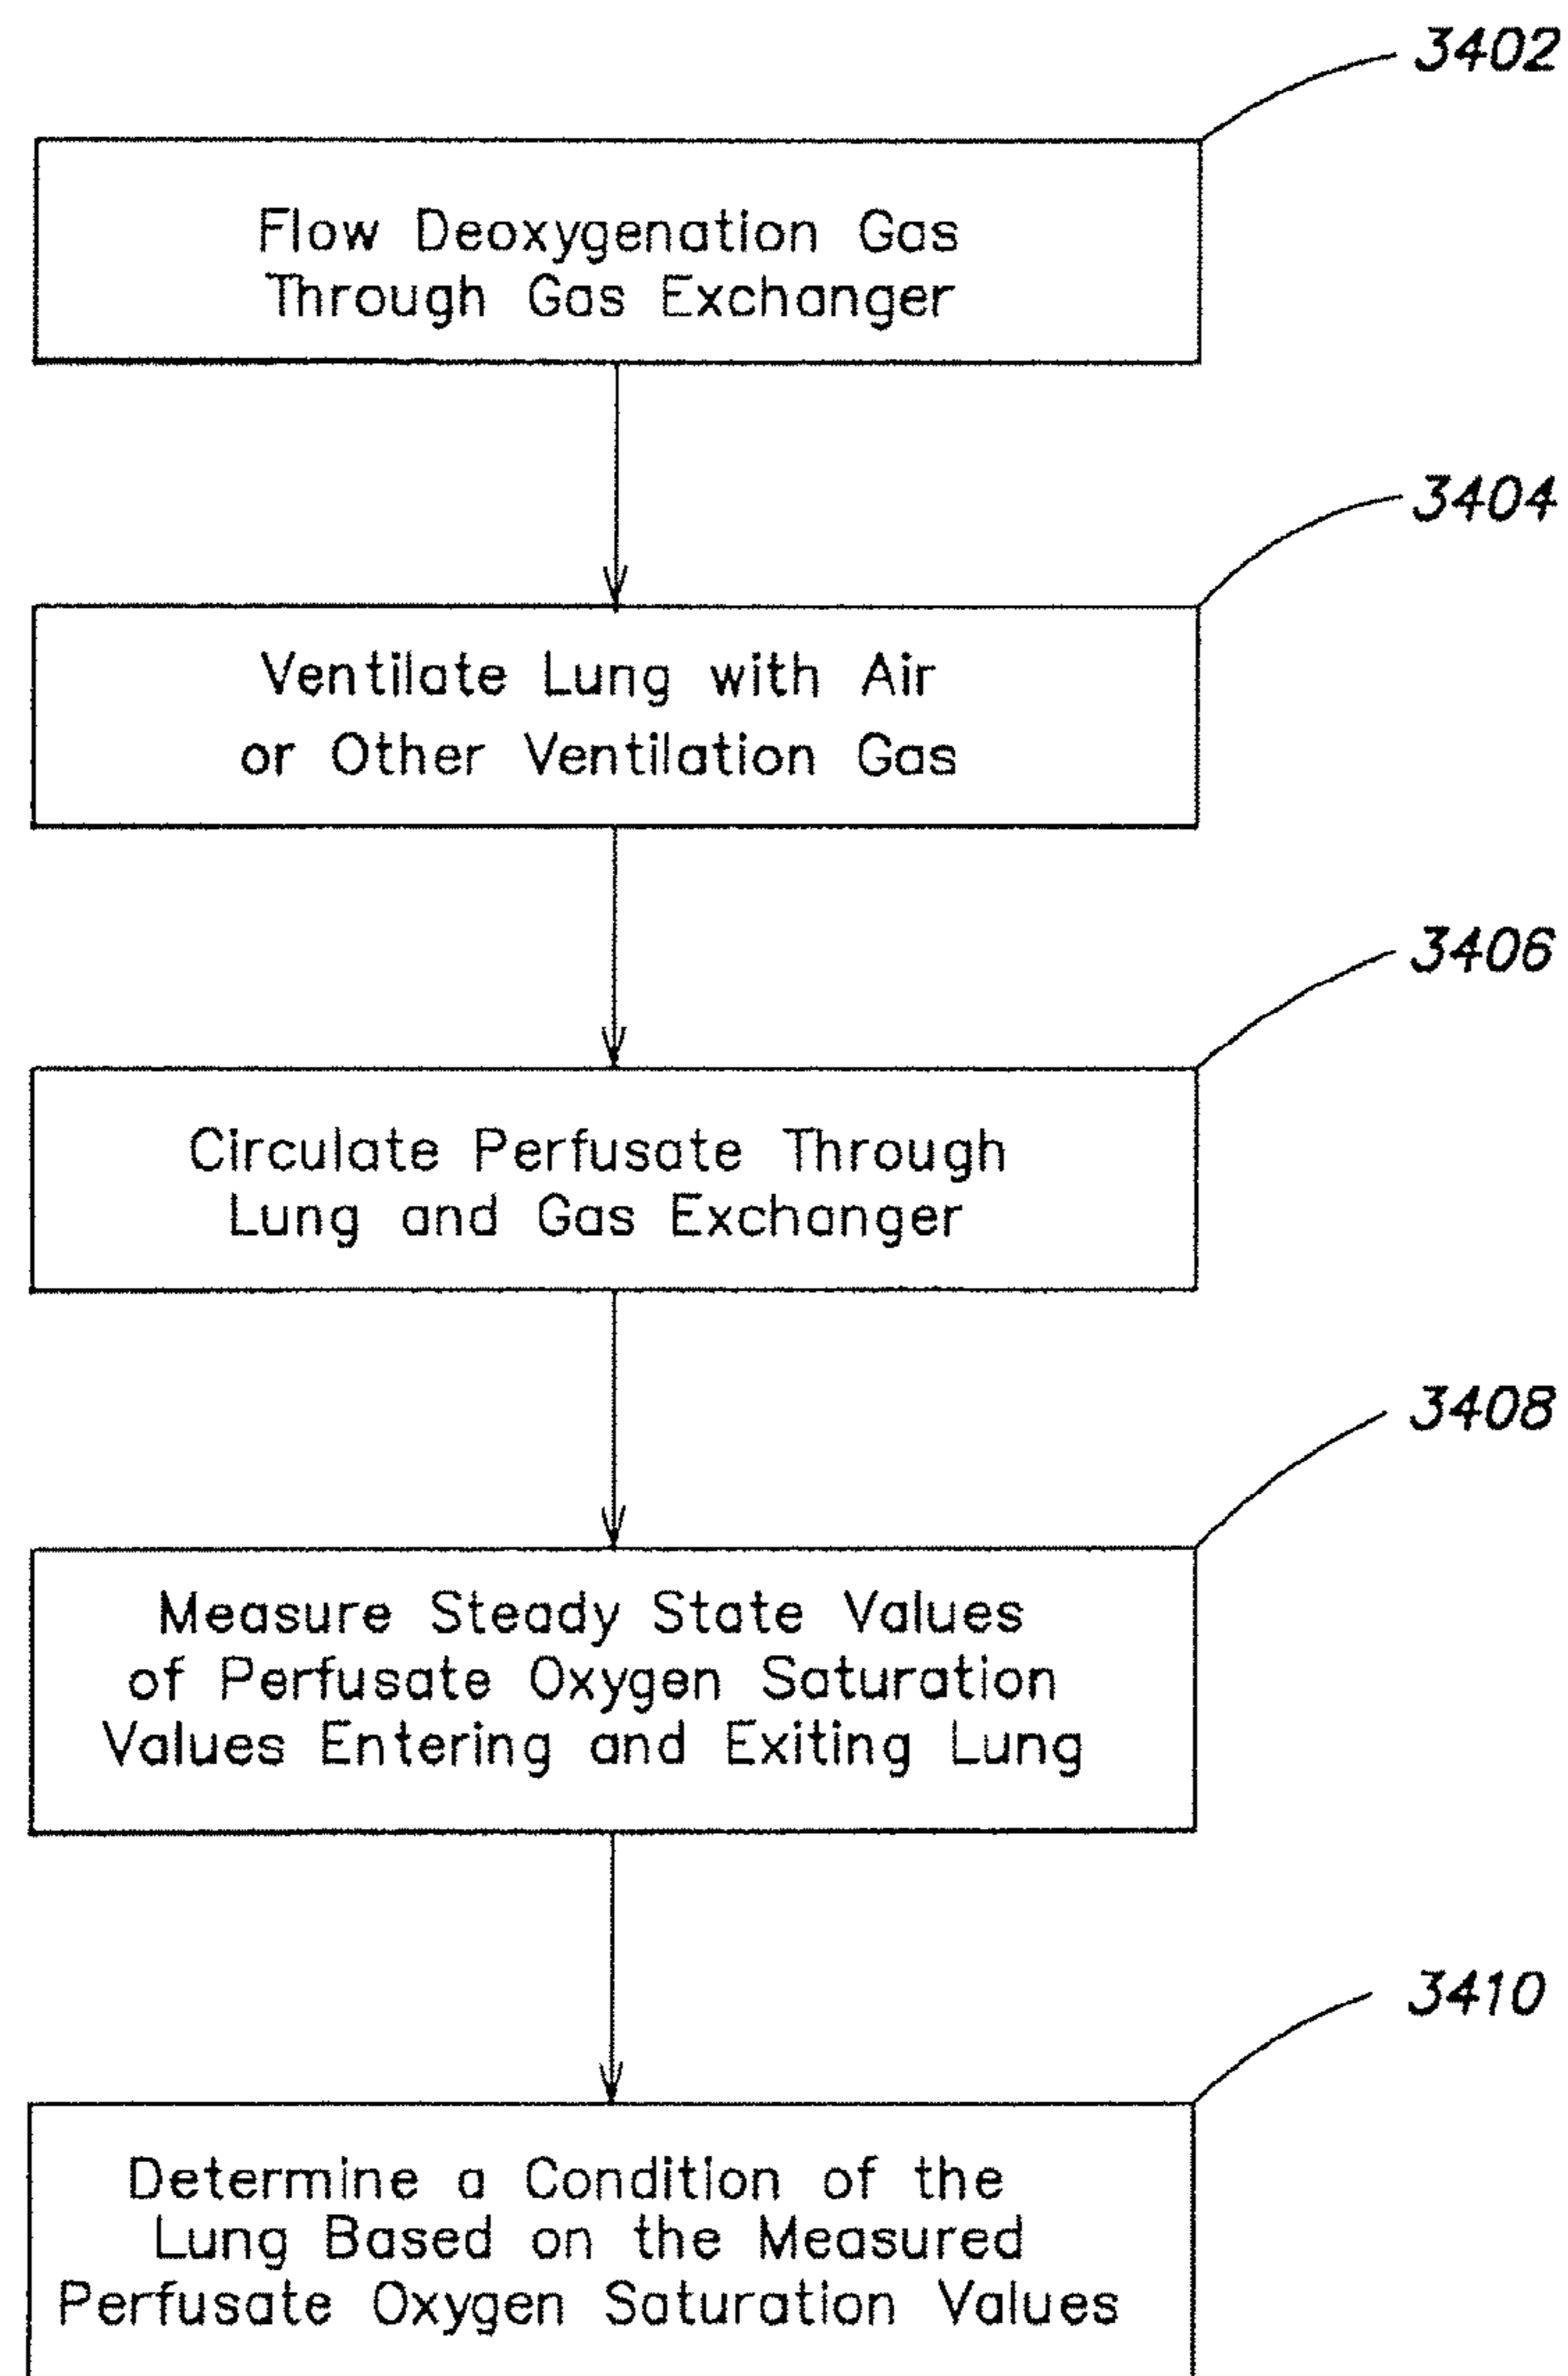 3402
Flow Deoxygenation Gas
Through Gas Exchanger
3404
Ventilate Lung with Air
or Other Ventilation Gas
3406
Circulate Perfusate Through
Lung and Gas Exchanger
3408
Measure Steady State Values
of Perfusate Oxygen Saturation
Values Entering and Exiting Lung
3410
Determine a Condition of the
Lung Based on the Measured
Perfusate Oxygen Saturation Values